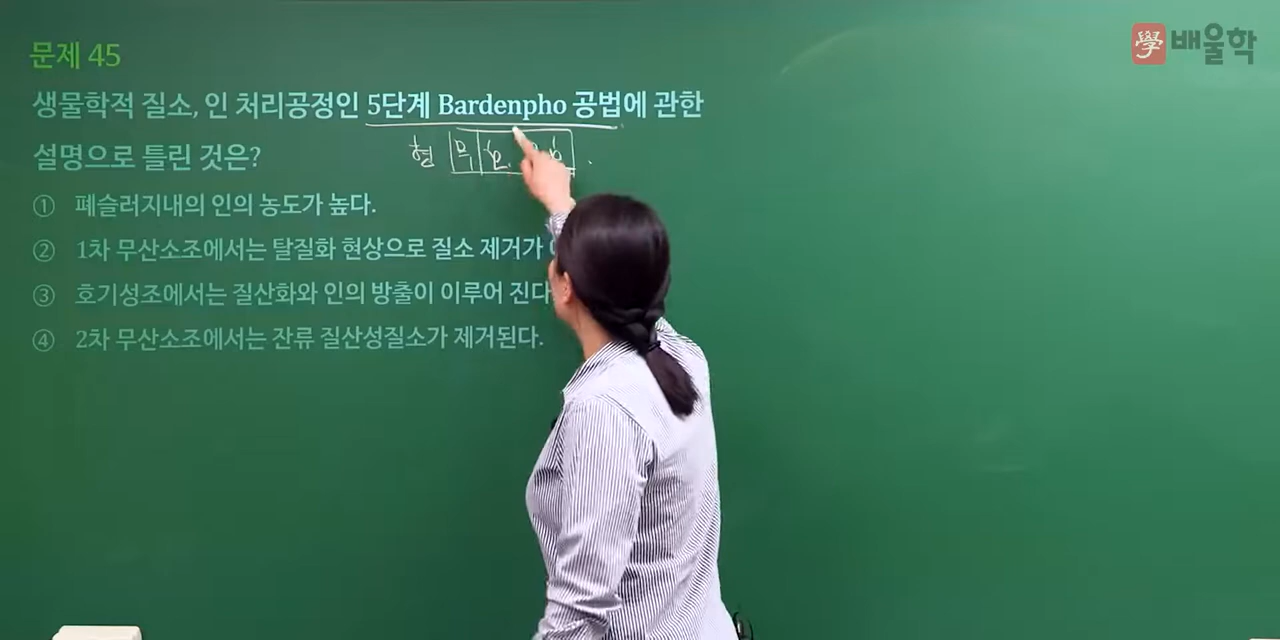 學 배울학
문제 45
생물학적 질소, 인 처리공정인 5단계 Bardenpho 공법에 관한
설명으로 틀린 것은?
① 폐슬러지내의 인의 농도가 높다.
② 1차 무산소조에서는 탈질화 현상으로 질소 제거가
③ 호기성조에서는 질산화와 인의 방출이 이루어 진다
④ 2차 무산소조에서는 잔류 질산성질소가 제거된다.